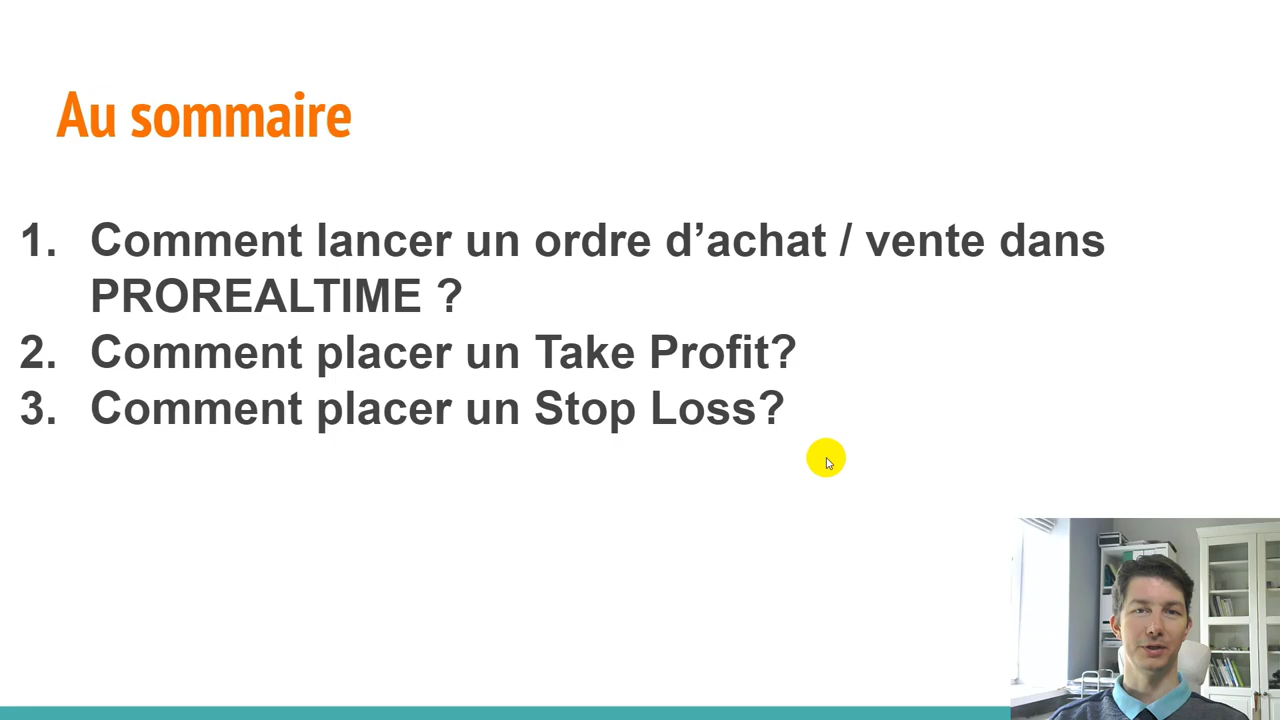 Au sommaire
1. Comment lancer un ordre d’achat / vente dans
PROREALTIME ?
2. Comment placer un Take Profit?
3. Comment placer un Stop Loss?